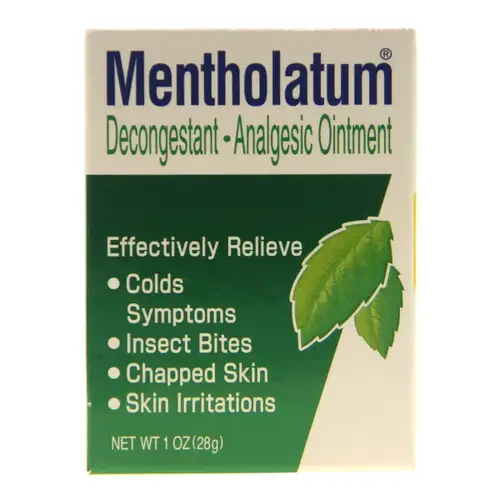 Mentholatum®
Decongestant • Analgesic Ointment
Effectively Relieve
• Colds
Symptoms
• Insect Bites
• Chapped Skin
• Skin Irritations
NET WT 1 OZ (28g)